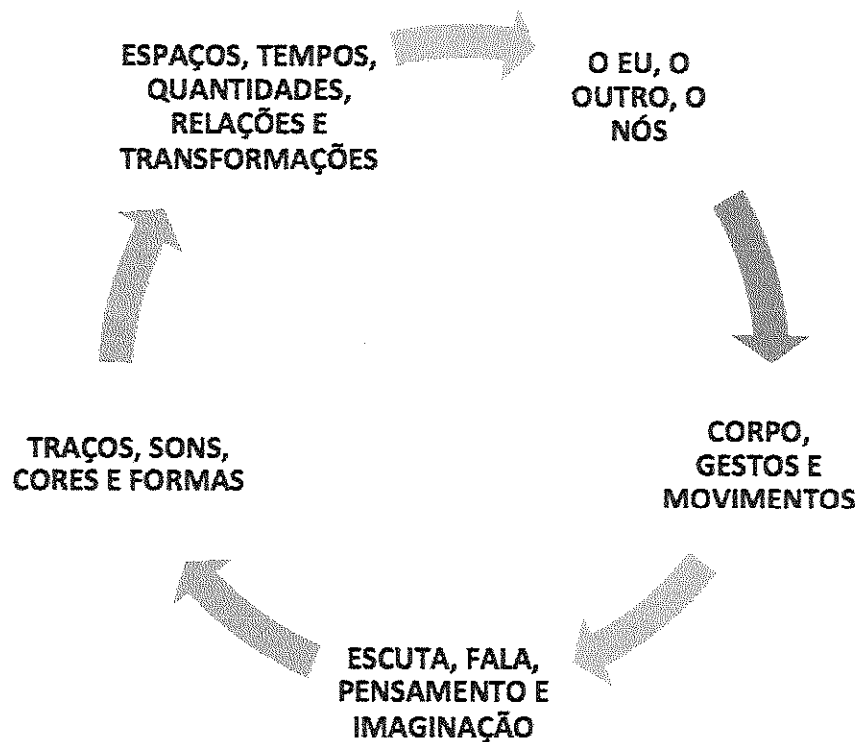 ESPAÇOS, TEMPOS,
QUANTIDADES,
RELAÇÕES E
TRANSFORMAÇÕES
O EU, O
OUTRO, O
NÓS
CORPO,
GESTOS E
MOVIMENTOS
ESCUTA, FALA,
PENSAMENTO E
IMAGINAÇÃO
TRAÇOS, SONS,
CORES E FORMAS